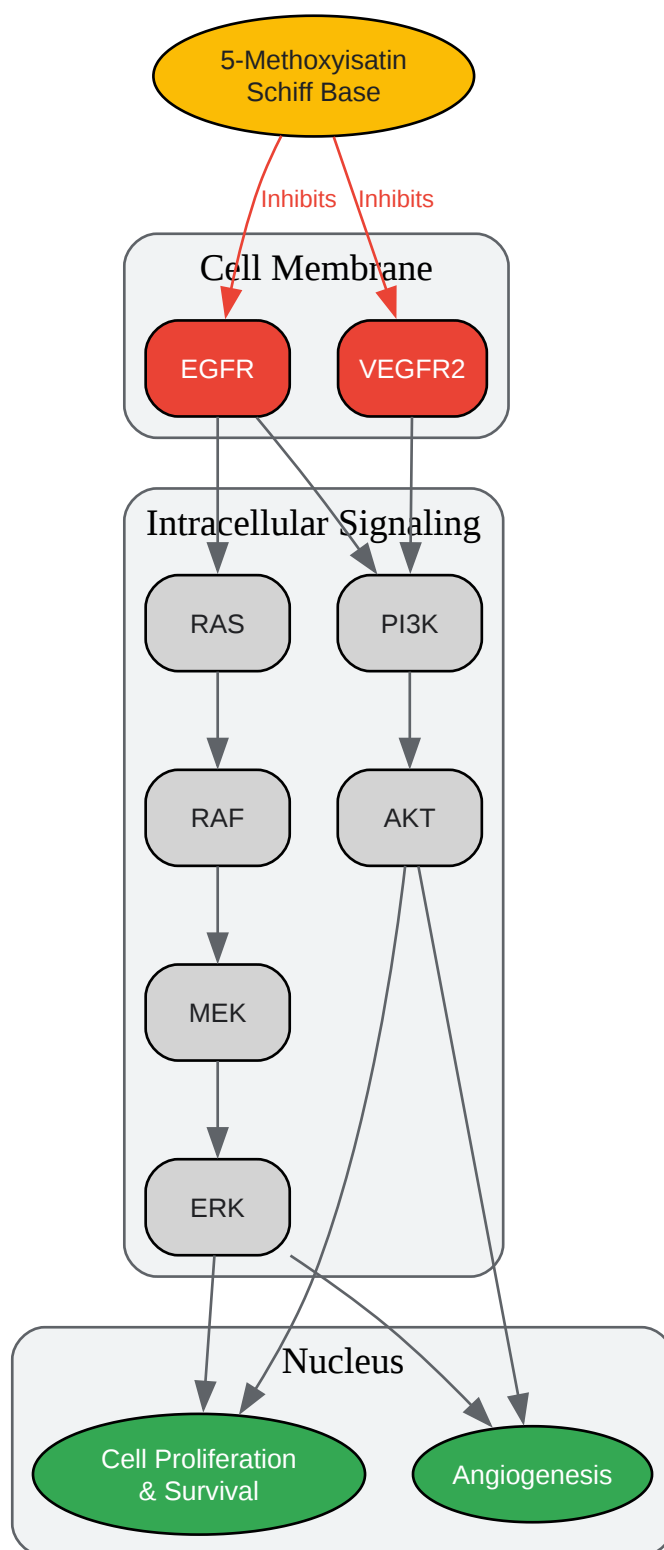 5-Methoxyisatin
Schiff Base
Inhibits
Inhibits
Cell Membrane
EGFR
VEGFR2
Intracellular Signaling
RAS
PI3K
RAF
AKT
MEK
ERK
Nucleus
Cell Proliferation
& Survival
Angiogenesis